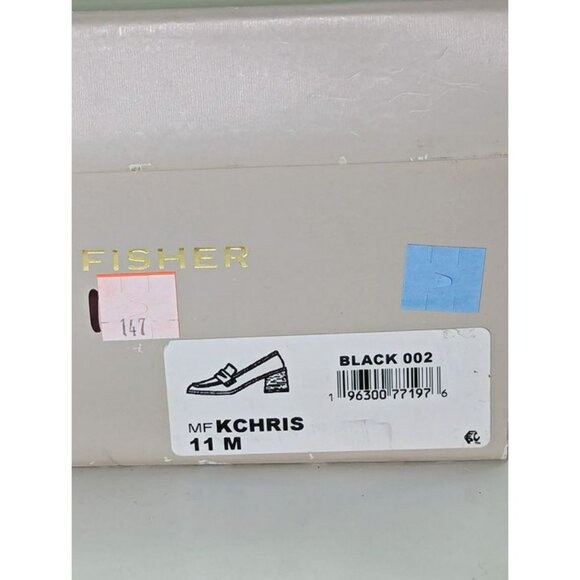 FISHER
147
BLACK 002
1 96300 77197 6
MF KCHRIS
11 M